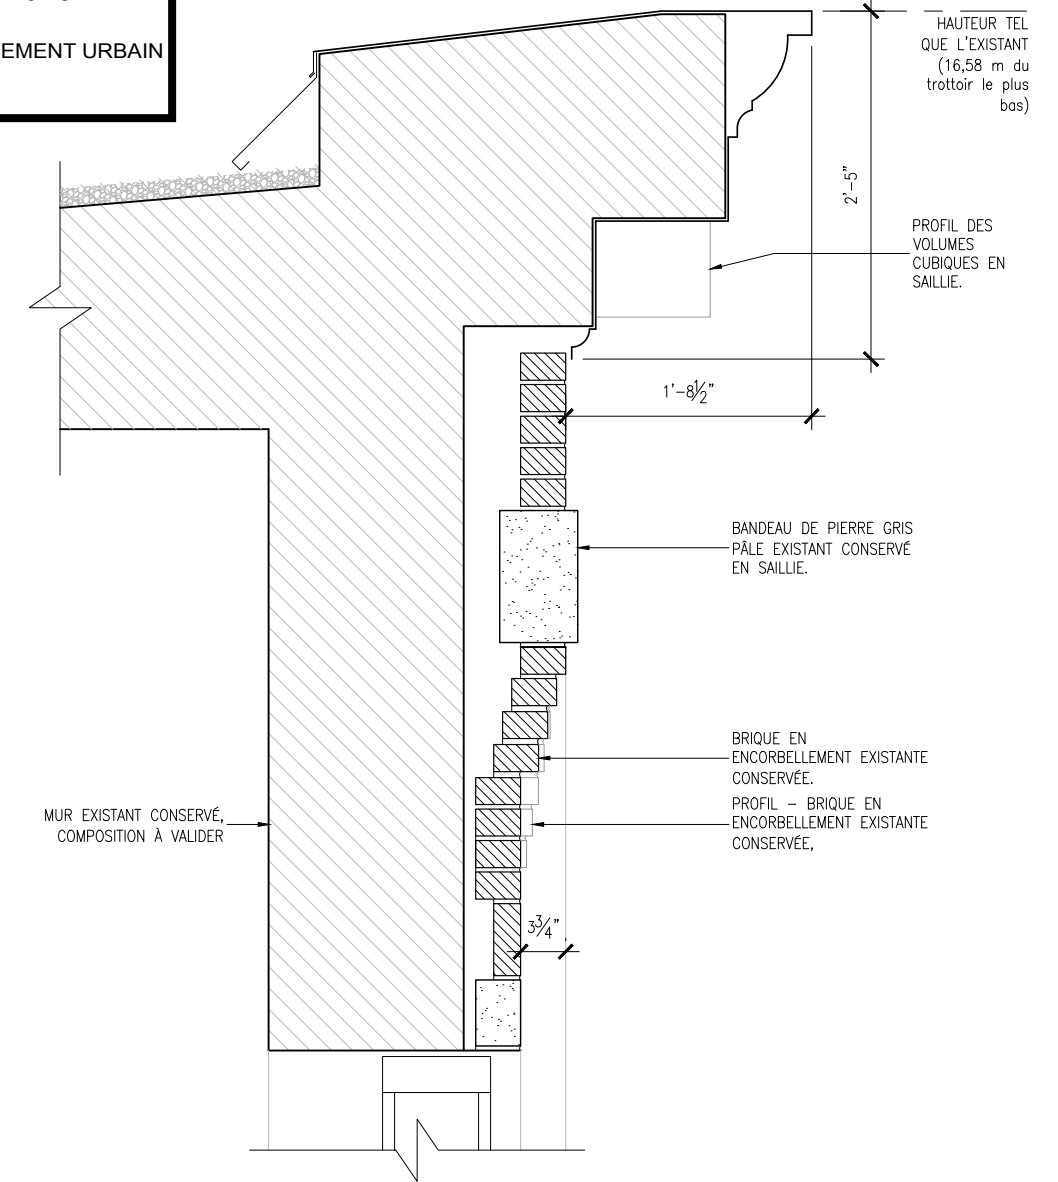 EMENT URBAIN
HAUTEUR TEL
QUE L'EXISTANT
(16,58 m du
trottoir le plus
bas)
2'-5"
PROFIL DES
VOLUMES
CUBIQUES EN
SAILLIE.
1'-8½"
BANDEAU DE PIERRE GRIS
PÂLE EXISTANT CONSERVÉ
EN SAILLIE.
BRIQUE EN
ENCORBELLEMENT EXISTANTE
CONSERVÉE.
PROFIL – BRIQUE EN
ENCORBELLEMENT EXISTANTE
CONSERVÉE,
MUR EXISTANT CONSERVÉ,
COMPOSITION À VALIDER
3¾"